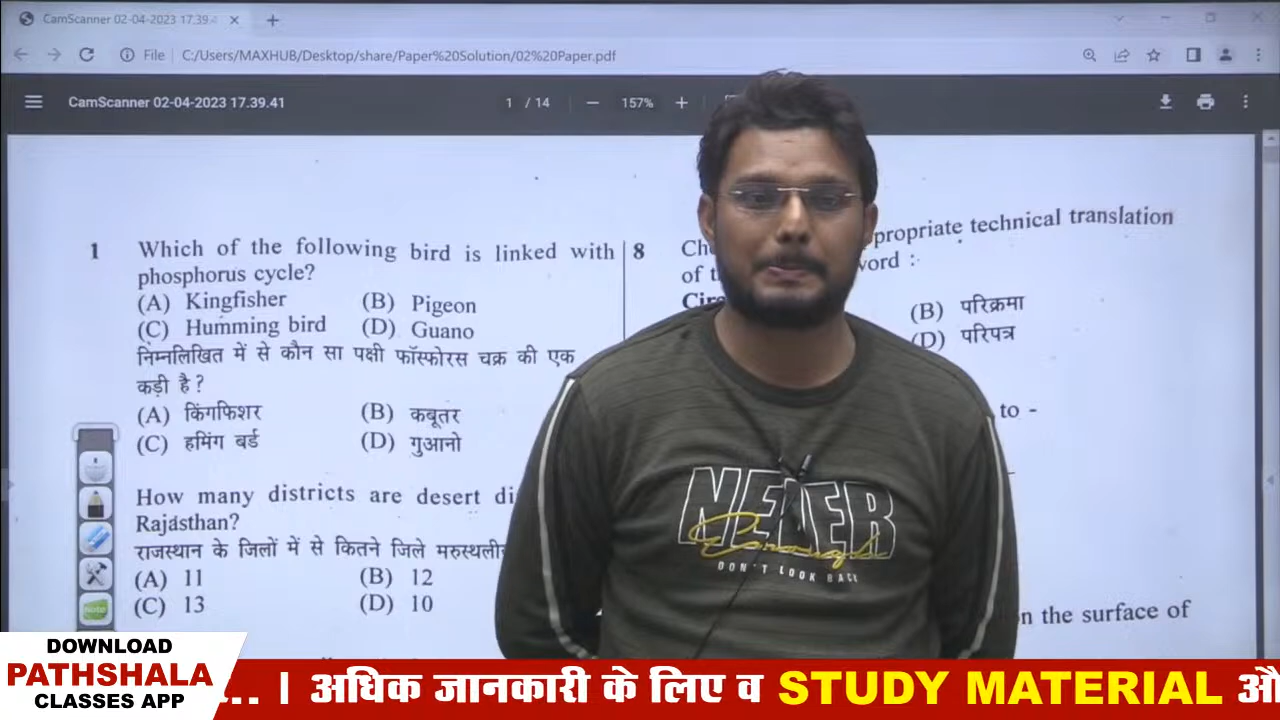 CamScanner 02-04-2023 17.39.4
File C:/Users/MAXHUB/Desktop/share/Paper%20Solution/02%20Paper.pdf
CamScanner 02-04-2023 17.39.41
1 / 14
157%
1 Which of the following bird is linked with
phosphorus cycle?
(A) Kingfisher (B) Pigeon
(C) Humming bird (D) Guano
निम्नलिखित में से कौन सा पक्षी फॉस्फोरस चक्र की एक
कड़ी है ?
(A) किंगफिशर (B) कबूतर
(C) हमिंग बर्ड (D) गुआनो
How many districts are desert di
Rajasthan?
राजस्थान के जिलों में से कितने जिले मरुस्थली
(A) 11 (B) 12
(C) 13 (D) 10
8 Ch propriate technical translation
of t word :
Circ
(B) परिक्रमा
(D) परिपत्र
to -
n the surface of
NEVER
Enough
DON'T LOOK BACK
DOWNLOAD
PATHSHALA
CLASSES APP
... । अधिक जानकारी के लिए व STUDY MATERIAL औ
Note